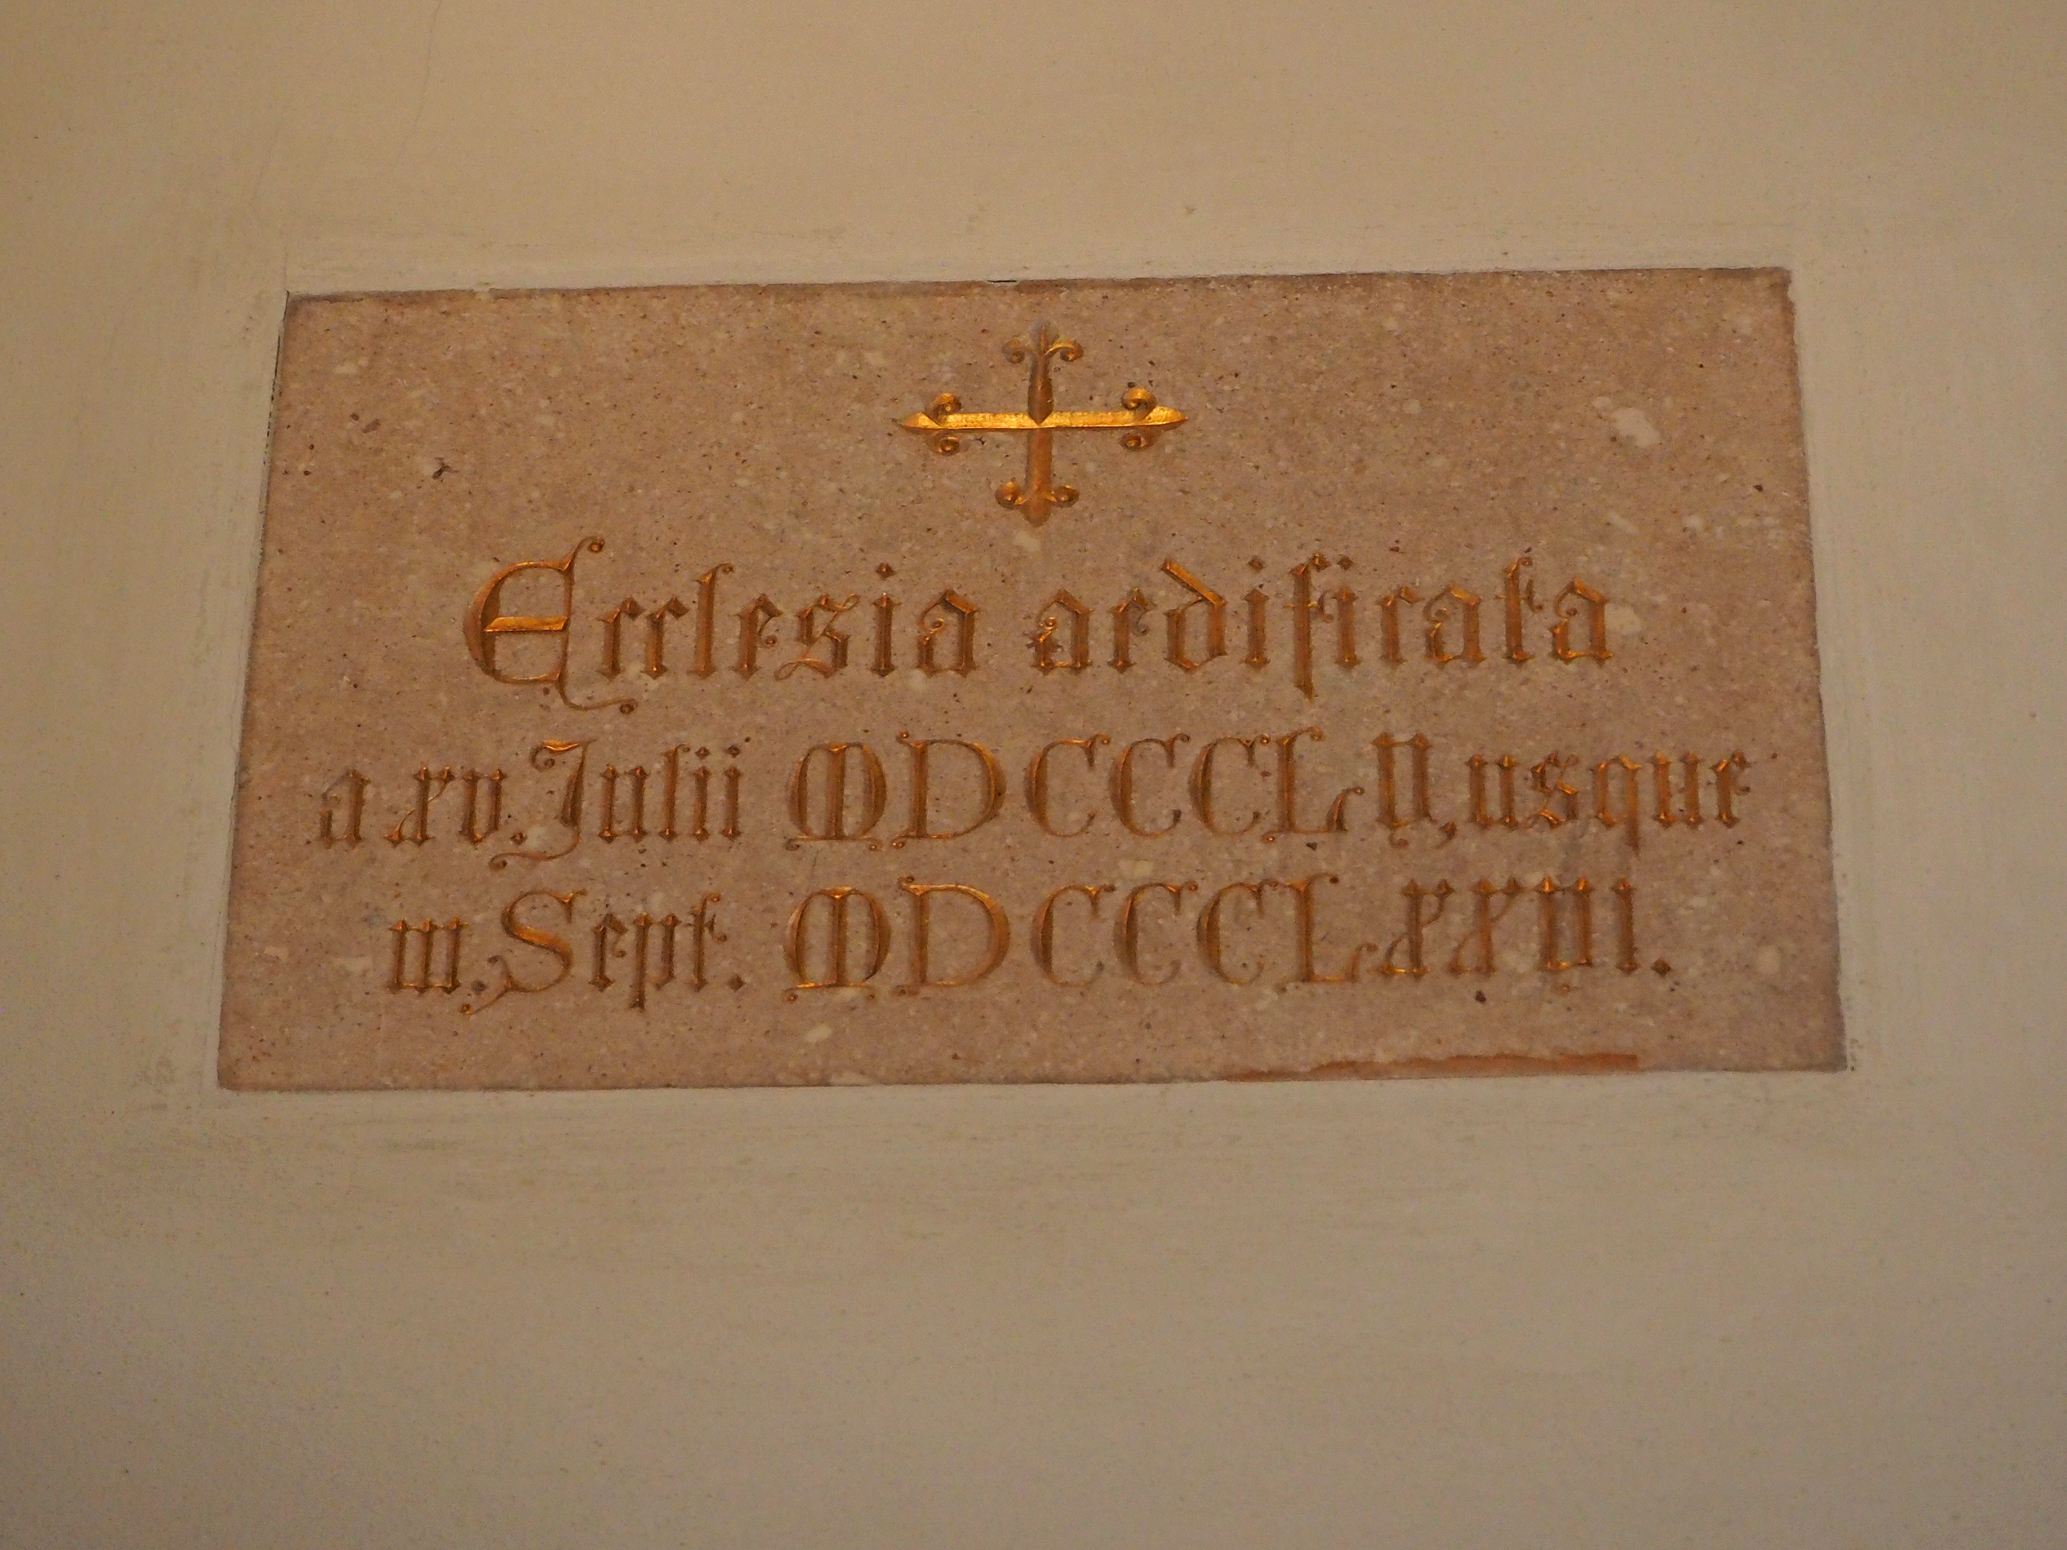 Ecclesia aedificata
a xv. Julii MDCCCLV, usque
iii. Sept. MDCCCLXXVI.